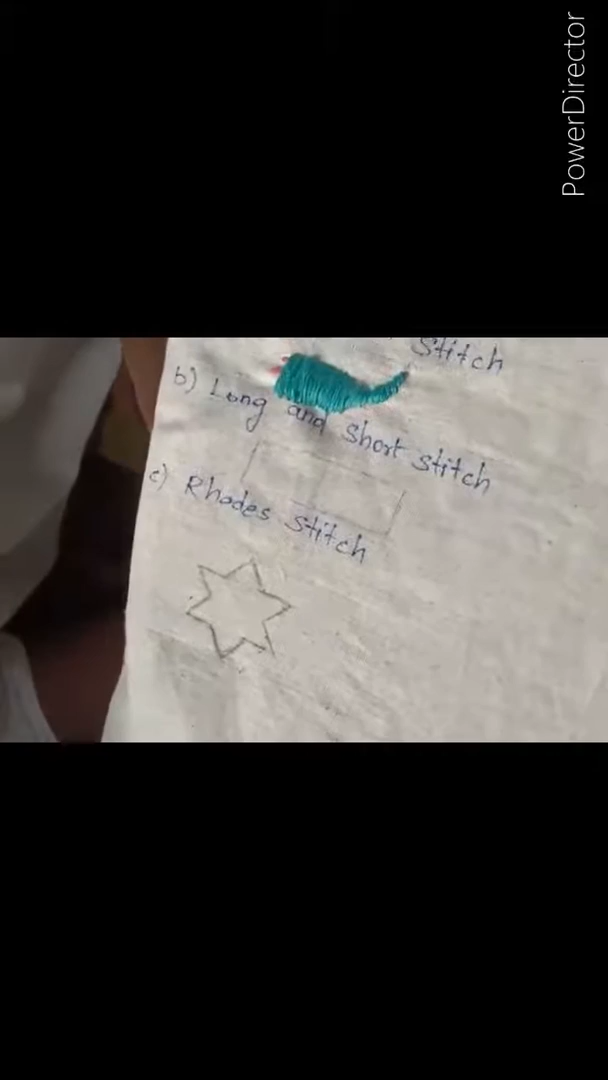 PowerDirector
Stitch
b) Long and Short stitch
c) Rhodes stitch